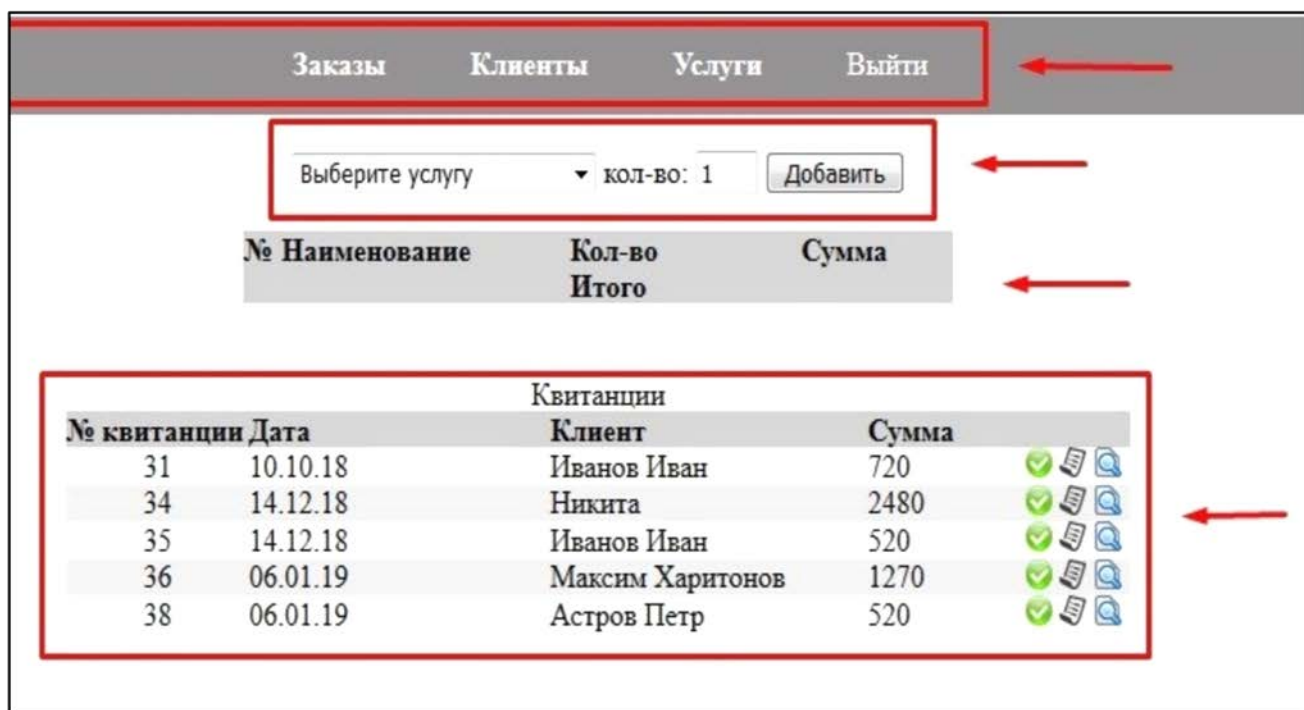 Заказы Клиенты Услуги Выйти
Выберите услугу кол-во: 1 Добавить
№ Наименование Кол-во Сумма
Итого
Квитанции
№ квитанции Дата Клиент Сумма
31 10.10.18 Иванов Иван 720
34 14.12.18 Никита 2480
35 14.12.18 Иванов Иван 520
36 06.01.19 Максим Харитонов 1270
38 06.01.19 Астров Петр 520